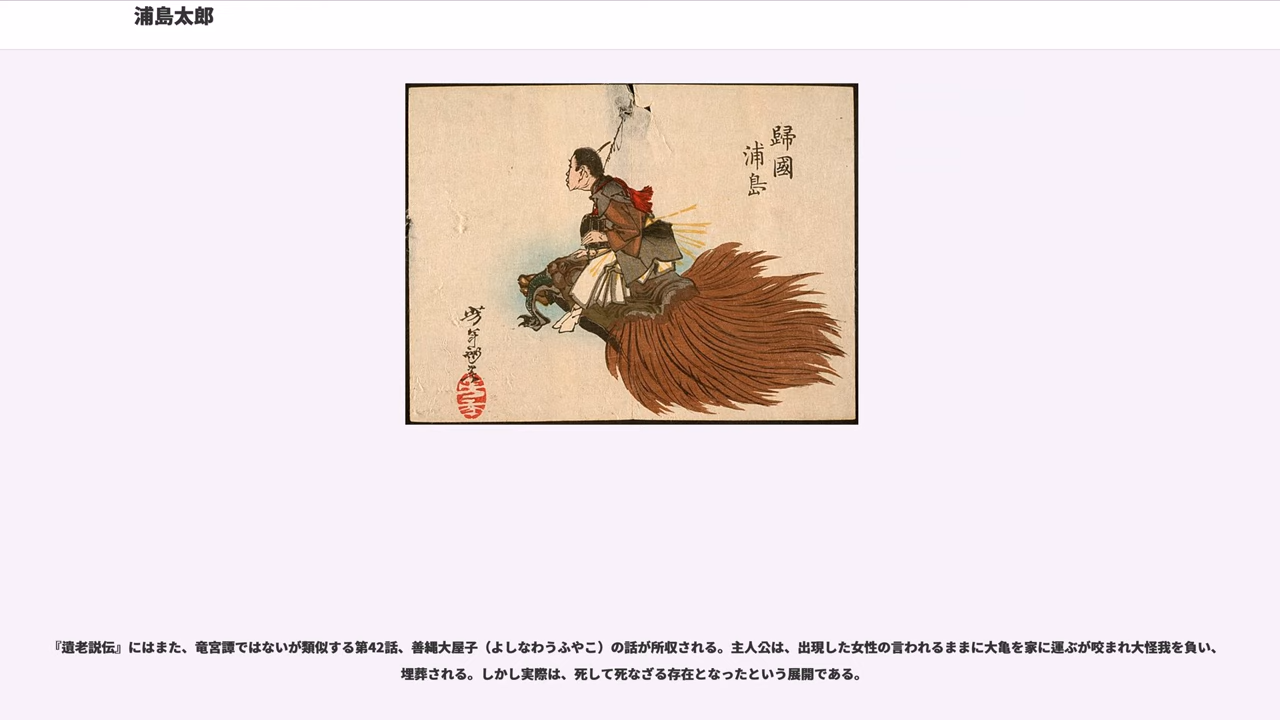 浦島太郎
歸國
浦島
芳年
『遺老説伝』にはまた、竜宮譚ではないが類似する第42話、善縄大屋子（よしなわうふやこ）の話が所収される。主人公は、出現した女性の言われるままに大亀を家に運ぶが咬まれ大怪我を負い、
埋葬される。しかし実際は、死して死なざる存在となったという展開である。